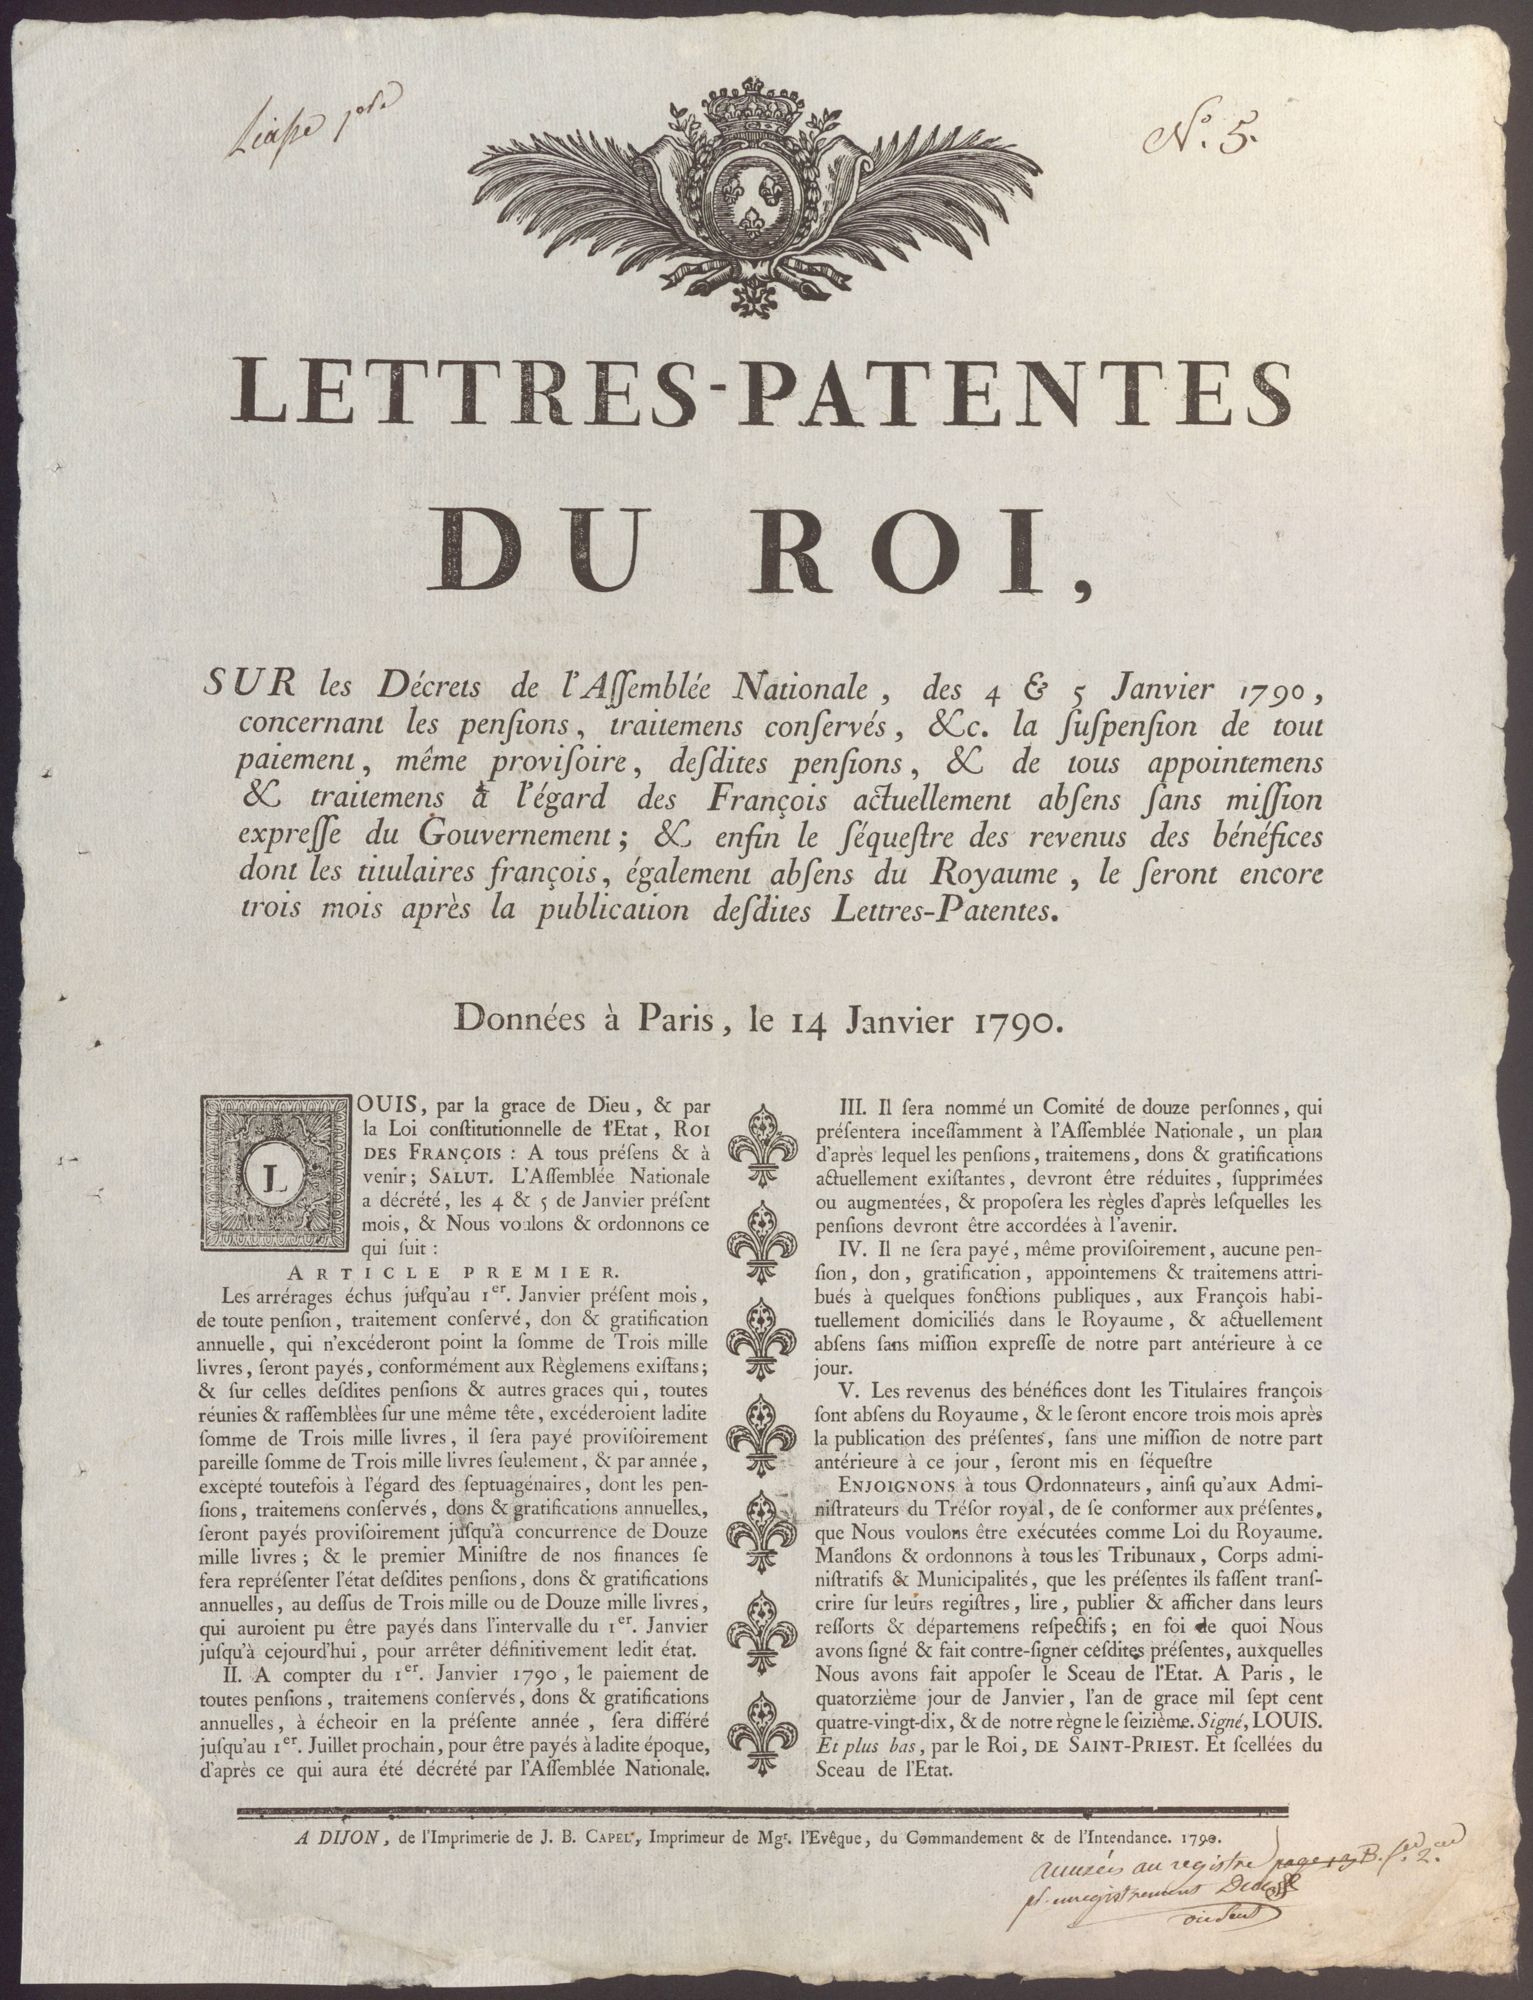 Liasse 1ere
No. 5.
LETTRES-PATENTES
DU ROI,
SUR les Décrets de l'Aſſemblée Nationale, des 4 & 5 Janvier 1790,
concernant les penſions, traitemens conſervés, &c. la ſuſpenſion de tout
paiement, même proviſoire, deſdites penſions, & de tous appointemens
& traitemens à l'égard des François actuellement abſens ſans miſſion
expreſſe du Gouvernement; & enfin le ſéqueſtre des revenus des bénéfices
dont les titulaires françois, également abſens du Royaume, le ſeront encore
trois mois après la publication deſdites Lettres-Patentes.
Données à Paris, le 14 Janvier 1790.
LOUIS, par la grace de Dieu, & par
la Loi conſtitutionnelle de l'Etat, ROI
DES FRANÇOIS : A tous préſens & à
venir; SALUT. L'Aſſemblée Nationale
a décrété, les 4 & 5 de Janvier préſent
mois, & Nous voulons & ordonnons ce
qui ſuit :
ARTICLE PREMIER.
Les arrérages échus juſqu'au 1er. Janvier préſent mois,
de toute penſion, traitement conſervé, don & gratification
annuelle, qui n'excéderont point la ſomme de Trois mille
livres, ſeront payés, conformément aux Règlemens exiſtans;
& ſur celles deſdites penſions & autres graces qui, toutes
réunies & raſſemblèes ſur une même tête, excéderoient ladite
ſomme de Trois mille livres, il ſera payé proviſoirement
pareille ſomme de Trois mille livres ſeulement, & par année,
excepté toutefois à l'égard des ſeptuagénaires, dont les pen-
ſions, traitemens conſervés, dons & gratifications annuelles,
ſeront payés proviſoirement juſqu'à concurrence de Douze
mille livres; & le premier Miniſtre de nos finances ſe
fera repréſenter l'état deſdites penſions, dons & gratifications
annuelles, au deſſus de Trois mille ou de Douze mille livres,
qui auroient pu être payés dans l'intervalle du 1er. Janvier
juſqu'à cejourd'hui, pour arrêter définitivement ledit état.
II. A compter du 1er. Janvier 1790, le paiement de
toutes penſions, traitemens conſervés, dons & gratifications
annuelles, à écheoir en la préſente année, ſera différé
juſqu'au 1er. Juillet prochain, pour être payés à ladite époque,
d'après ce qui aura été décrété par l'Aſſemblée Nationale.
III. Il ſera nommé un Comité de douze perſonnes, qui
préſentera inceſſamment à l'Aſſemblée Nationale, un plan
d'après lequel les penſions, traitemens, dons & gratifications
actuellement exiſtantes, devront être réduites, ſupprimées
ou augmentées, & propoſera les règles d'après leſquelles les
penſions devront être accordées à l'avenir.
IV. Il ne ſera payé, même proviſoirement, aucune pen-
ſion, don, gratification, appointemens & traitemens attri-
bués à quelques fonctions publiques, aux François habi-
tuellement domiciliés dans le Royaume, & actuellement
abſens ſans miſſion expreſſe de notre part antérieure à ce
jour.
V. Les revenus des bénéfices dont les Titulaires françois
ſont abſens du Royaume, & le ſeront encore trois mois après
la publication des préſentes, ſans une miſſion de notre part
antérieure à ce jour, ſeront mis en ſéqueſtre
ENJOIGNONS à tous Ordonnateurs, ainſi qu'aux Admi-
niſtrateurs du Tréſor royal, de ſe conformer aux préſentes,
que Nous voulons être exécutées comme Loi du Royaume.
Mandons & ordonnons à tous les Tribunaux, Corps admi-
niſtratifs & Municipalités, que les préſentes ils faſſent tranſ-
crire ſur leurs regiſtres, lire, publier & afficher dans leurs
reſſorts & départemens reſpectifs; en foi de quoi Nous
avons ſigné & fait contre-ſigner ceſdites préſentes, auxquelles
Nous avons fait appoſer le Sceau de l'Etat. A Paris, le
quatorzième jour de Janvier, l'an de grace mil ſept cent
quatre-vingt-dix, & de notre règne le ſeizième. Signé, LOUIS.
Et plus bas, par le Roi, DE SAINT-PRIEST. Et ſcellées du
Sceau de l'Etat.
A DIJON, de l'Imprimerie de J. B. CAPEL, Imprimeur de Mgr. l'Evêque, du Commandement & de l'Intendance. 1790.
au registre page
enregistrement